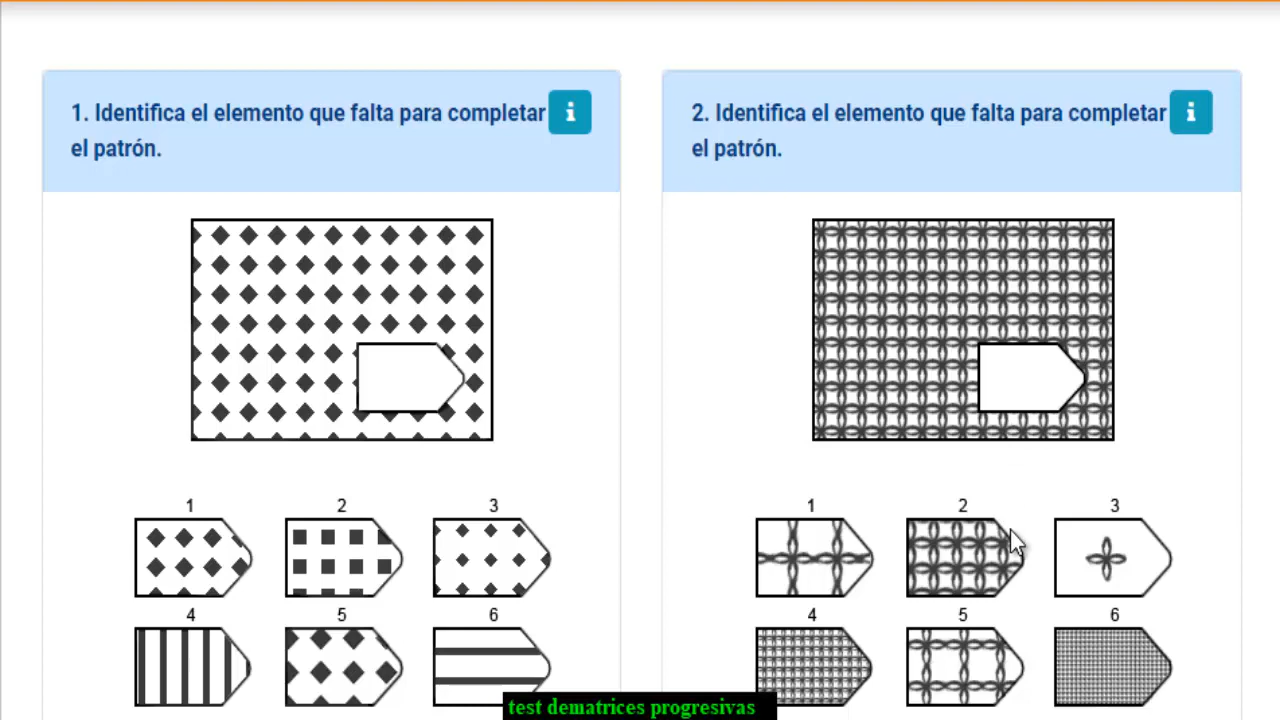 1. Identifica el elemento que falta para completar
el patrón.
i
2. Identifica el elemento que falta para completar
el patrón.
i
1 2 3
4 5 6
1 2 3
4 5 6
test dematrices progresivas